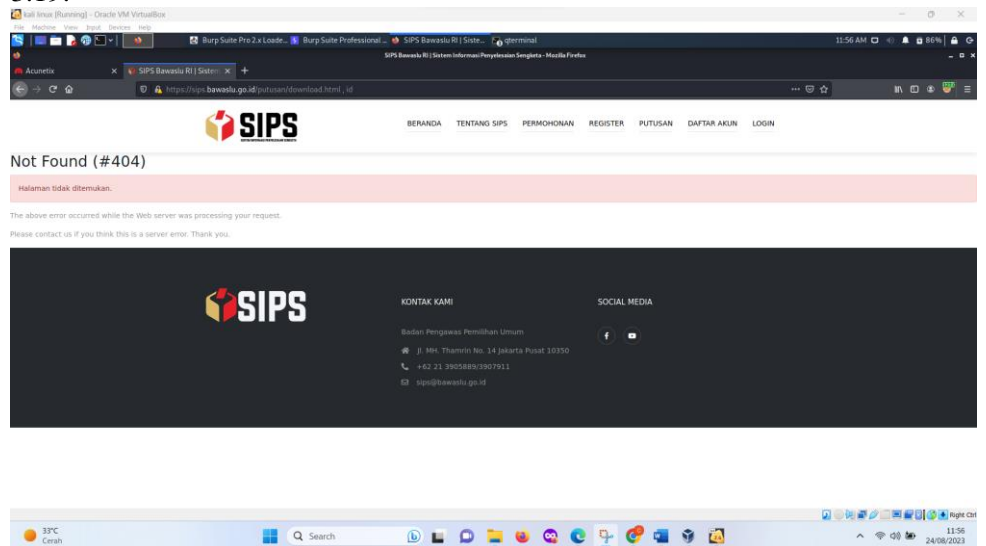 kali linux [Running] - Oracle VM VirtualBox
File Machine View Input Devices Help
Burp Suite Pro 2.x Loade... Burp Suite Professional ... SIPS Bawaslu RI | Siste... qterminal 11:56 AM 86%
SIPS Bawaslu RI | Sistem Informasi Penyelesaian Sengketa - Mozilla Firefox
Acunetix SIPS Bawaslu RI | Sistem
https://sips.bawaslu.go.id/putusan/download.html , id
SIPS BERANDA TENTANG SIPS PERMOHONAN REGISTER PUTUSAN DAFTAR AKUN LOGIN
Not Found (#404)
Halaman tidak ditemukan.
The above error occurred while the Web server was processing your request.
Please contact us if you think this is a server error. Thank you.
SIPS
KONTAK KAMI SOCIAL MEDIA
Badan Pengawas Pemilihan Umum
Jl. MH. Thamrin No. 14 Jakarta Pusat 10350
+62 21 3905889/3907911
sips@bawaslu.go.id
Right Ctrl
33°C Search 11:56
Cerah 24/08/2023